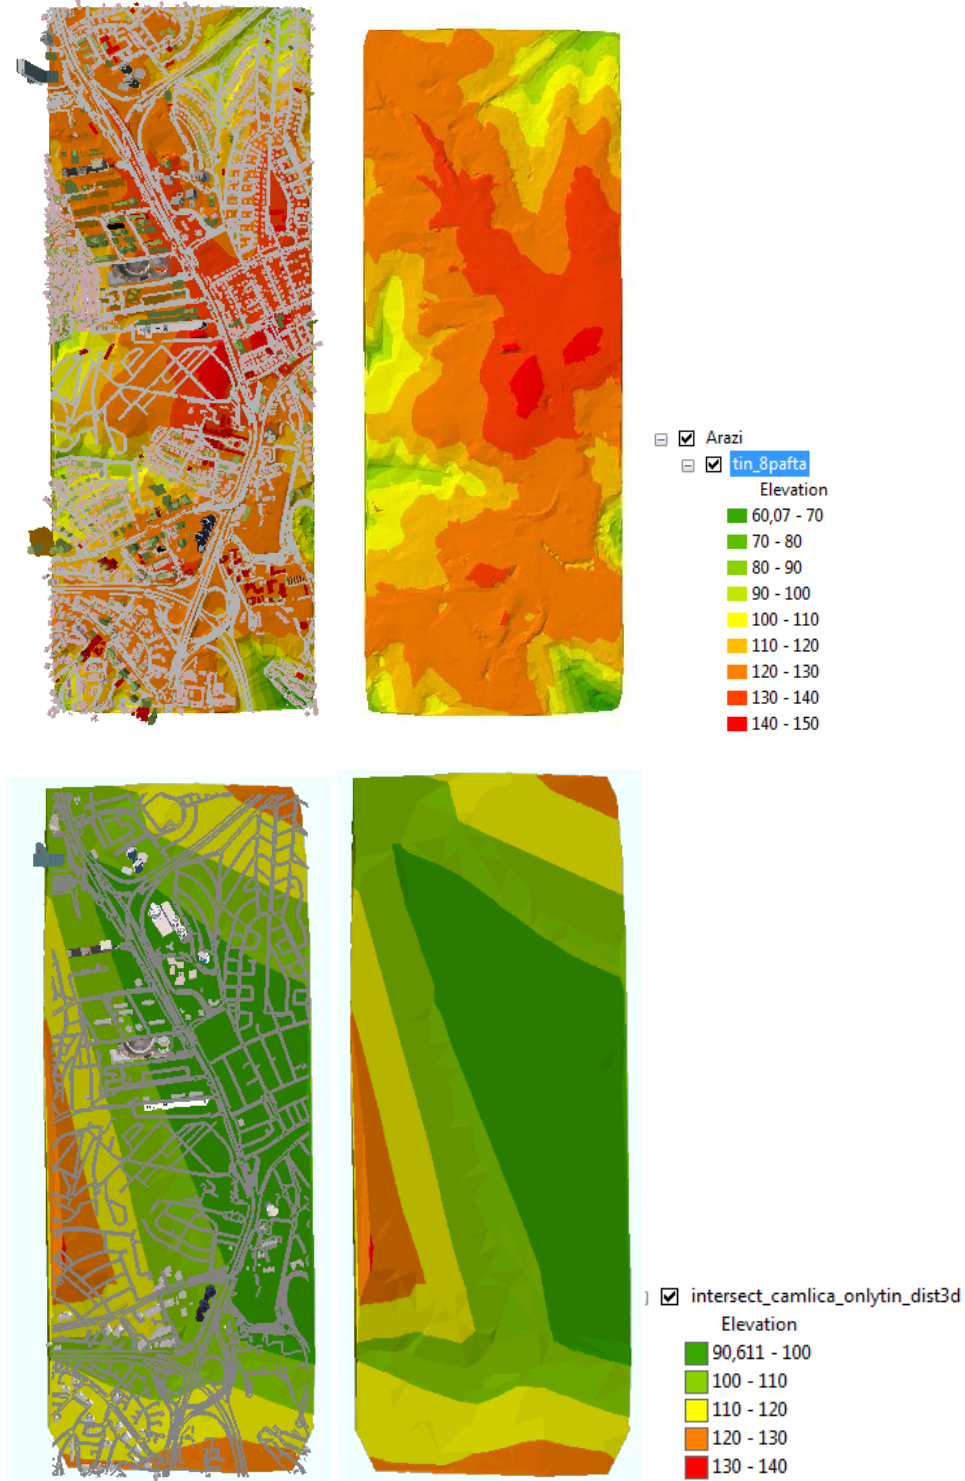 Arazi
tin_8pafta
Elevation
60,07 - 70
70 - 80
80 - 90
90 - 100
100 - 110
110 - 120
120 - 130
130 - 140
140 - 150
intersect_camlica_onlytin_dist3d
Elevation
90,611 - 100
100 - 110
110 - 120
120 - 130
130 - 140